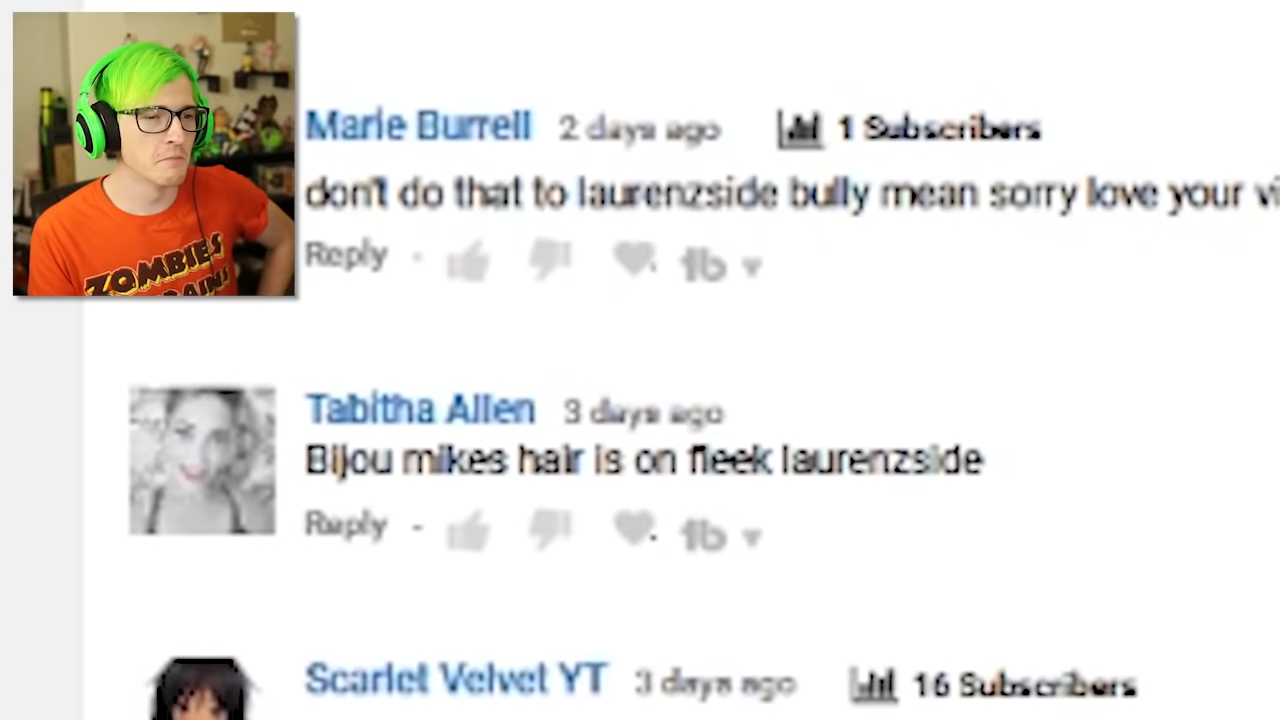 Marie Burrell 2 days ago 1 Subscribers
don't do that to laurenzside bully mean sorry love your vi
Reply
ZOMBIES
Tabitha Allen 3 days ago
Bijou mikes hair is on fleek laurenzside
Reply
Scarlet Velvet YT 3 days ago 16 Subscribers